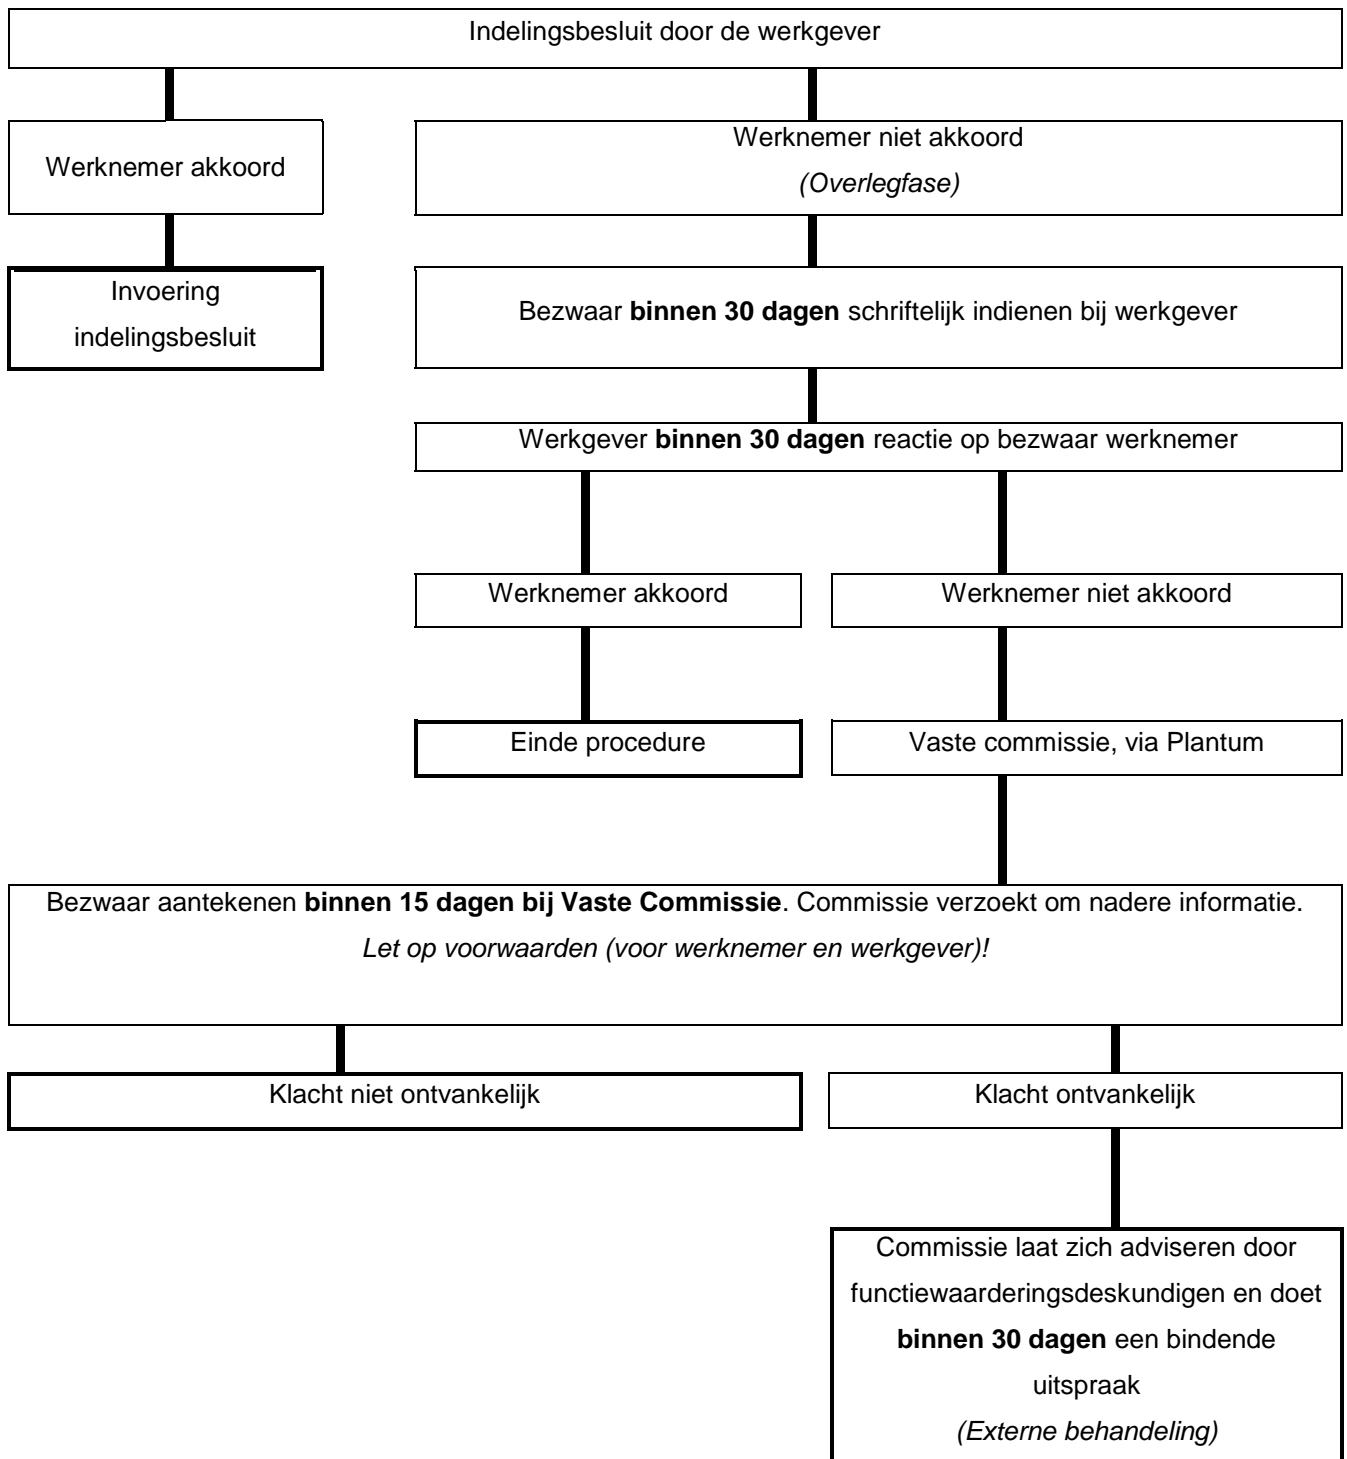 Indelingsbesluit door de werkgever
Werknemer akkoord
Werknemer niet akkoord
(Overlegfase)
Invoering
indelingsbesluit
Bezwaar binnen 30 dagen schriftelijk indienen bij werkgever
Werkgever binnen 30 dagen reactie op bezwaar werknemer
Werknemer akkoord
Werknemer niet akkoord
Einde procedure
Vaste commissie, via Plantum
Bezwaar aantekenen binnen 15 dagen bij Vaste Commissie. Commissie verzoekt om nadere informatie.
Let op voorwaarden (voor werknemer en werkgever)!
Klacht niet ontvankelijk
Klacht ontvankelijk
Commissie laat zich adviseren door
functiewaarderingsdeskundigen en doet
binnen 30 dagen een bindende
uitspraak
(Externe behandeling)